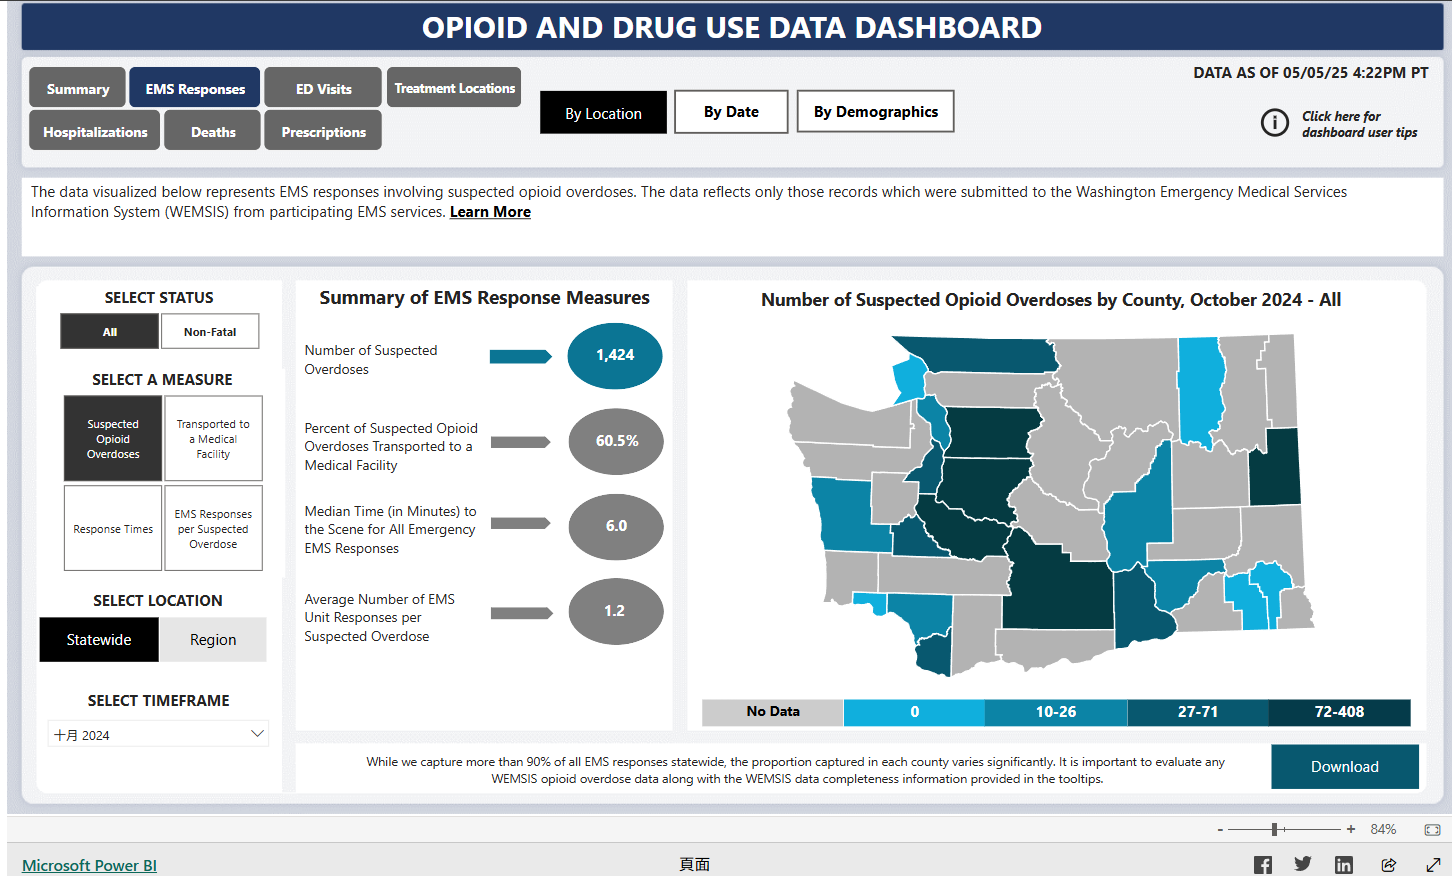 OPIOID AND DRUG USE DATA DASHBOARD
Summary
EMS Responses
ED Visits
Treatment Locations
Hospitalizations
Deaths
Prescriptions
By Location
By Date
By Demographics
DATA AS OF 05/05/25 4:22PM PT
Click here for
dashboard user tips
The data visualized below represents EMS responses involving suspected opioid overdoses. The data reflects only those records which were submitted to the Washington Emergency Medical Services
Information System (WEMSIS) from participating EMS services. Learn More
SELECT STATUS
All
Non-Fatal
SELECT A MEASURE
Suspected
Opioid
Overdoses
Transported to
a Medical
Facility
Response Times
EMS Responses
per Suspected
Overdose
SELECT LOCATION
Statewide
Region
SELECT TIMEFRAME
十月 2024
Summary of EMS Response Measures
Number of Suspected
Overdoses
1,424
Percent of Suspected Opioid
Overdoses Transported to a
Medical Facility
60.5%
Median Time (in Minutes) to
the Scene for All Emergency
EMS Responses
6.0
Average Number of EMS
Unit Responses per
Suspected Overdose
1.2
Number of Suspected Opioid Overdoses by County, October 2024 - All
No Data
0
10-26
27-71
72-408
While we capture more than 90% of all EMS responses statewide, the proportion captured in each county varies significantly. It is important to evaluate any
WEMSIS opioid overdose data along with the WEMSIS data completeness information provided in the tooltips.
Download
- + 84%
Microsoft Power BI
頁面